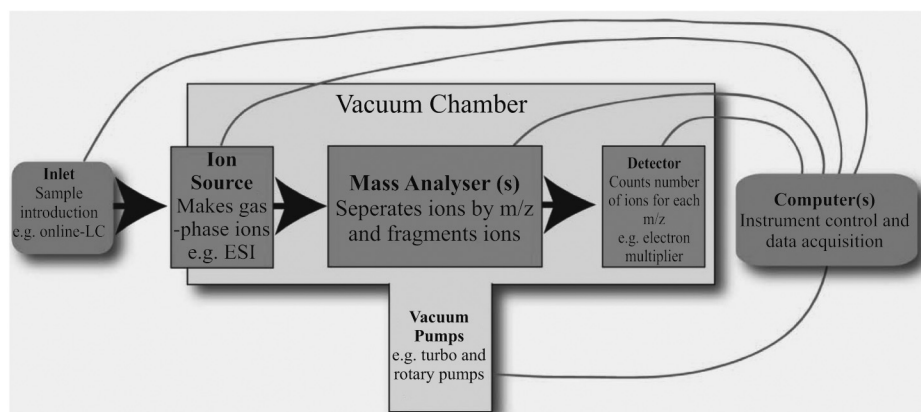 Vacuum Chamber
Inlet
Sample
introduction
e.g. online-LC
Ion
Source
Makes gas
-phase ions
e.g. ESI
Mass Analyser (s)
Seperates ions by m/z
and fragments ions
Detector
Counts number
of ions for each
m/z
e.g. electron
multiplier
Computer(s)
Instrument control and
data acquisition
Vacuum
Pumps
e.g. turbo and
rotary pumps